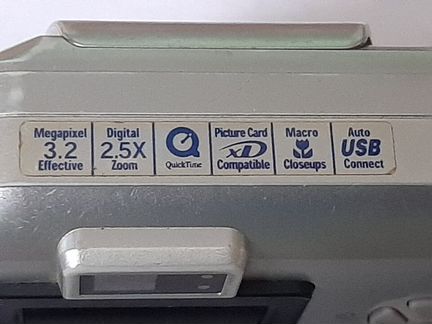 Megapixel
3.2
Effective
Digital
2.5X
Zoom
QuickTime
Picture Card
xD
Compatible
Macro
Closeups
Auto
USB
Connect